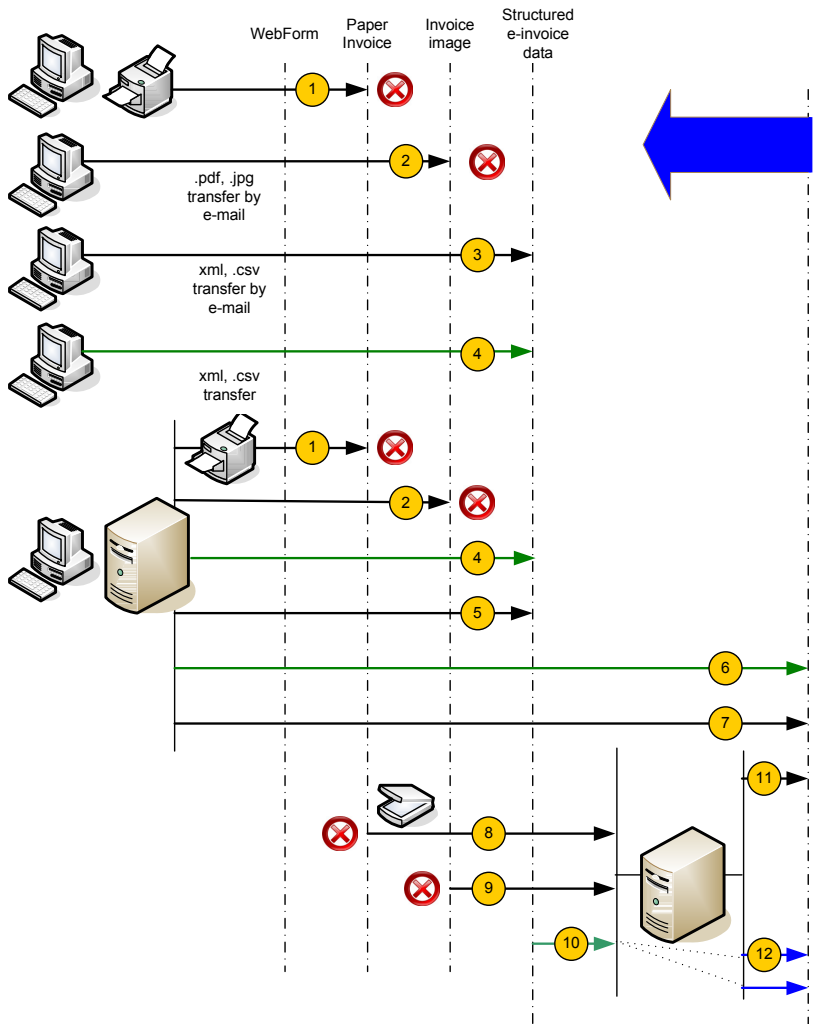 WebForm
Paper
Invoice
Invoice
image
Structured
e-invoice
data
1
2
.pdf, .jpg
transfer by
e-mail
3
xml, .csv
transfer by
e-mail
4
xml, .csv
transfer
1
2
4
5
6
7
11
8
9
10
12